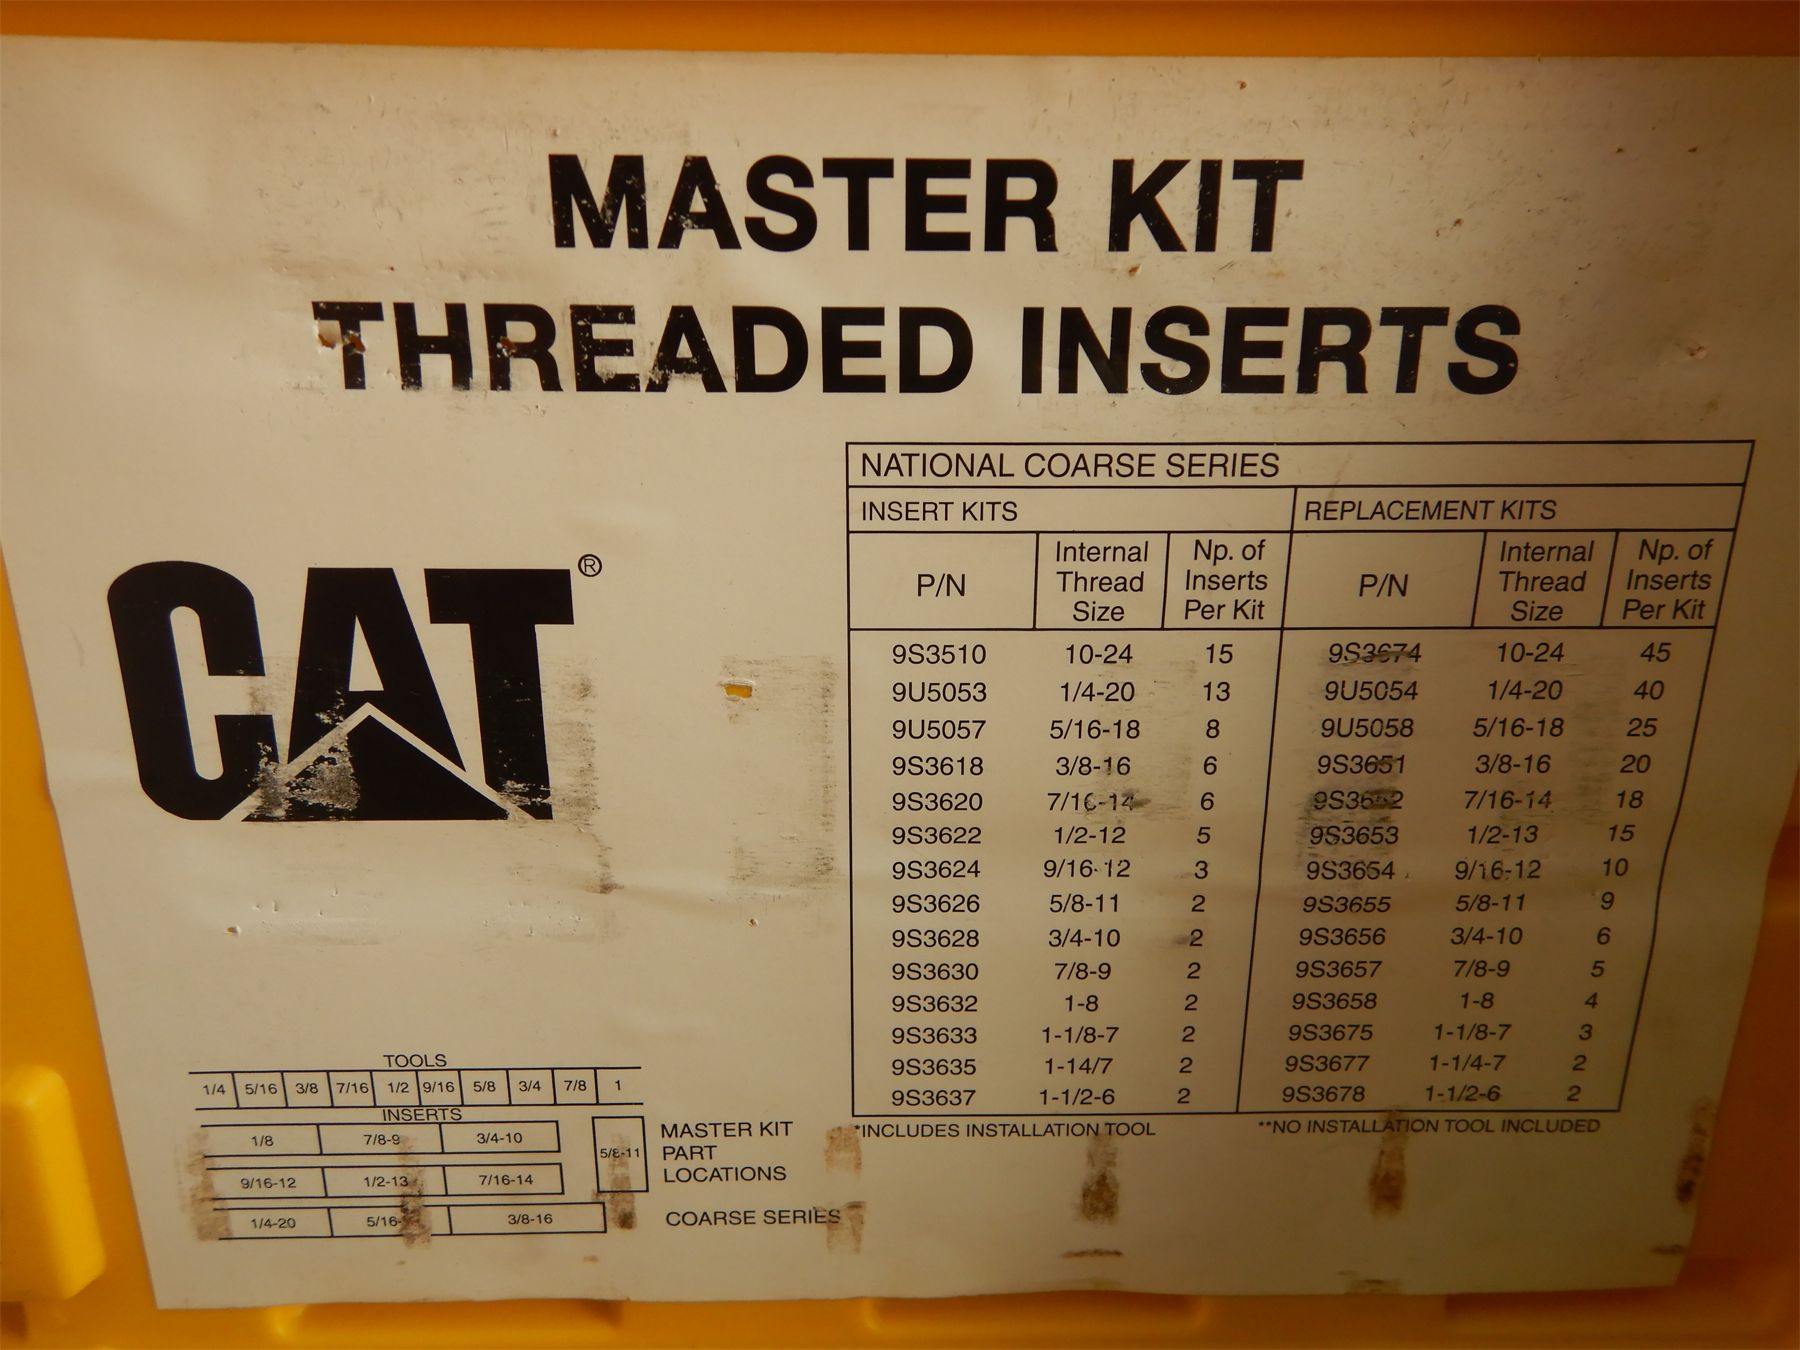 MASTER KIT
THREADED INSERTS
CAT®
NATIONAL COARSE SERIES
INSERT KITS REPLACEMENT KITS
P/N Internal Thread Size Np. of Inserts Per Kit P/N Internal Thread Size Np. of Inserts Per Kit
9S3510 10-24 15 9S3674 10-24 45
9U5053 1/4-20 13 9U5054 1/4-20 40
9U5057 5/16-18 8 9U5058 5/16-18 25
9S3618 3/8-16 6 9S3651 3/8-16 20
9S3620 7/16-14 6 9S3652 7/16-14 18
9S3622 1/2-12 5 9S3653 1/2-13 15
9S3624 9/16-12 3 9S3654 9/16-12 10
9S3626 5/8-11 2 9S3655 5/8-11 9
9S3628 3/4-10 2 9S3656 3/4-10 6
9S3630 7/8-9 2 9S3657 7/8-9 5
9S3632 1-8 2 9S3658 1-8 4
9S3633 1-1/8-7 2 9S3675 1-1/8-7 3
9S3635 1-14/7 2 9S3677 1-1/4-7 2
9S3637 1-1/2-6 2 9S3678 1-1/2-6 2
*INCLUDES INSTALLATION TOOL **NO INSTALLATION TOOL INCLUDED
TOOLS
1/4 5/16 3/8 7/16 1/2 9/16 5/8 3/4 7/8 1
INSERTS
1/8 7/8-9 3/4-10
5/8-11
9/16-12 1/2-13 7/16-14
1/4-20 3/8-16
MASTER KIT
PART
LOCATIONS
COARSE SERIES